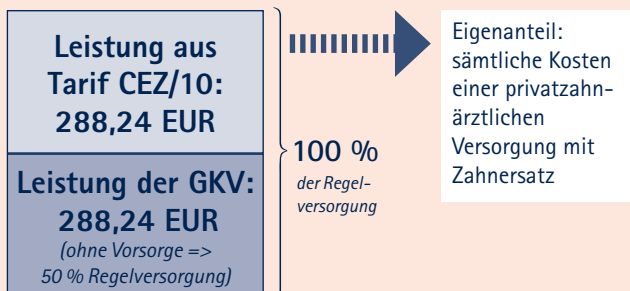 Leistung aus
Tarif CEZ/10:
288,24 EUR
Leistung der GKV:
288,24 EUR
(ohne Vorsorge =>
50 % Regelversorgung)
100 %
der Regel-
versorgung
Eigenanteil:
sämtliche Kosten
einer privatzahn-
ärztlichen
Versorgung mit
Zahnersatz